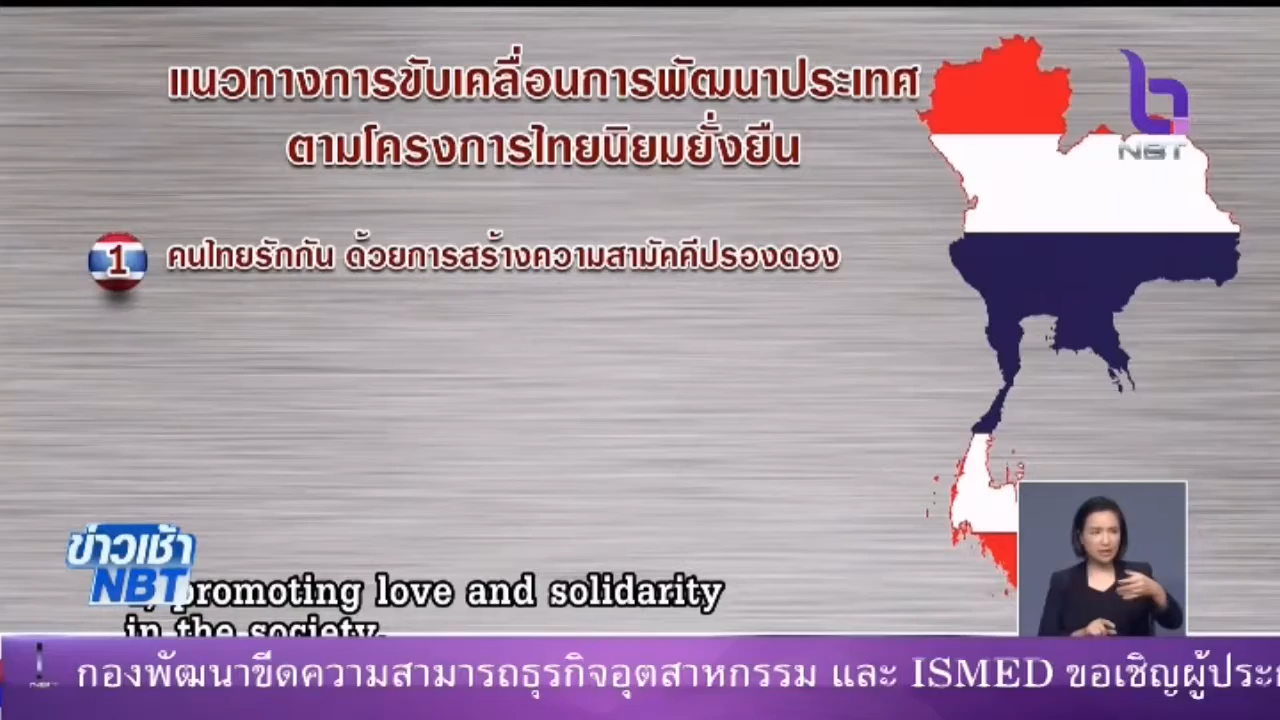 แนวทางการขับเคลื่อนการพัฒนาประเทศ
ตามโครงการไทยนิยมยั่งยืน
NBT
1 คนไทยรักกัน ด้วยการสร้างความสามัคคีปรองดอง
ข่าวเช้า
NBT
promoting love and solidarity
in the society.
กองพัฒนาขีดความสามารถธุรกิจอุตสาหกรรม และ ISMED ขอเชิญ